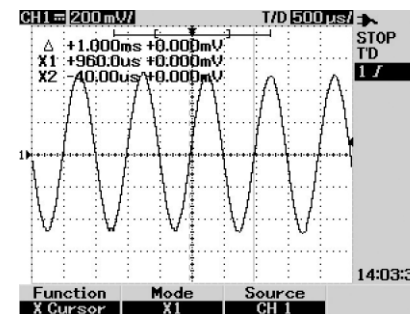 CH1 = 200 mV/ T/D 500 µs/
STOP
T'D
1
Δ +1.000ms +0.000mV
X1 +960.0us +0.000mV
X2 -40.00us +0.000mV
1
14:03:3
Function Mode Source
X Cursor X1 CH 1